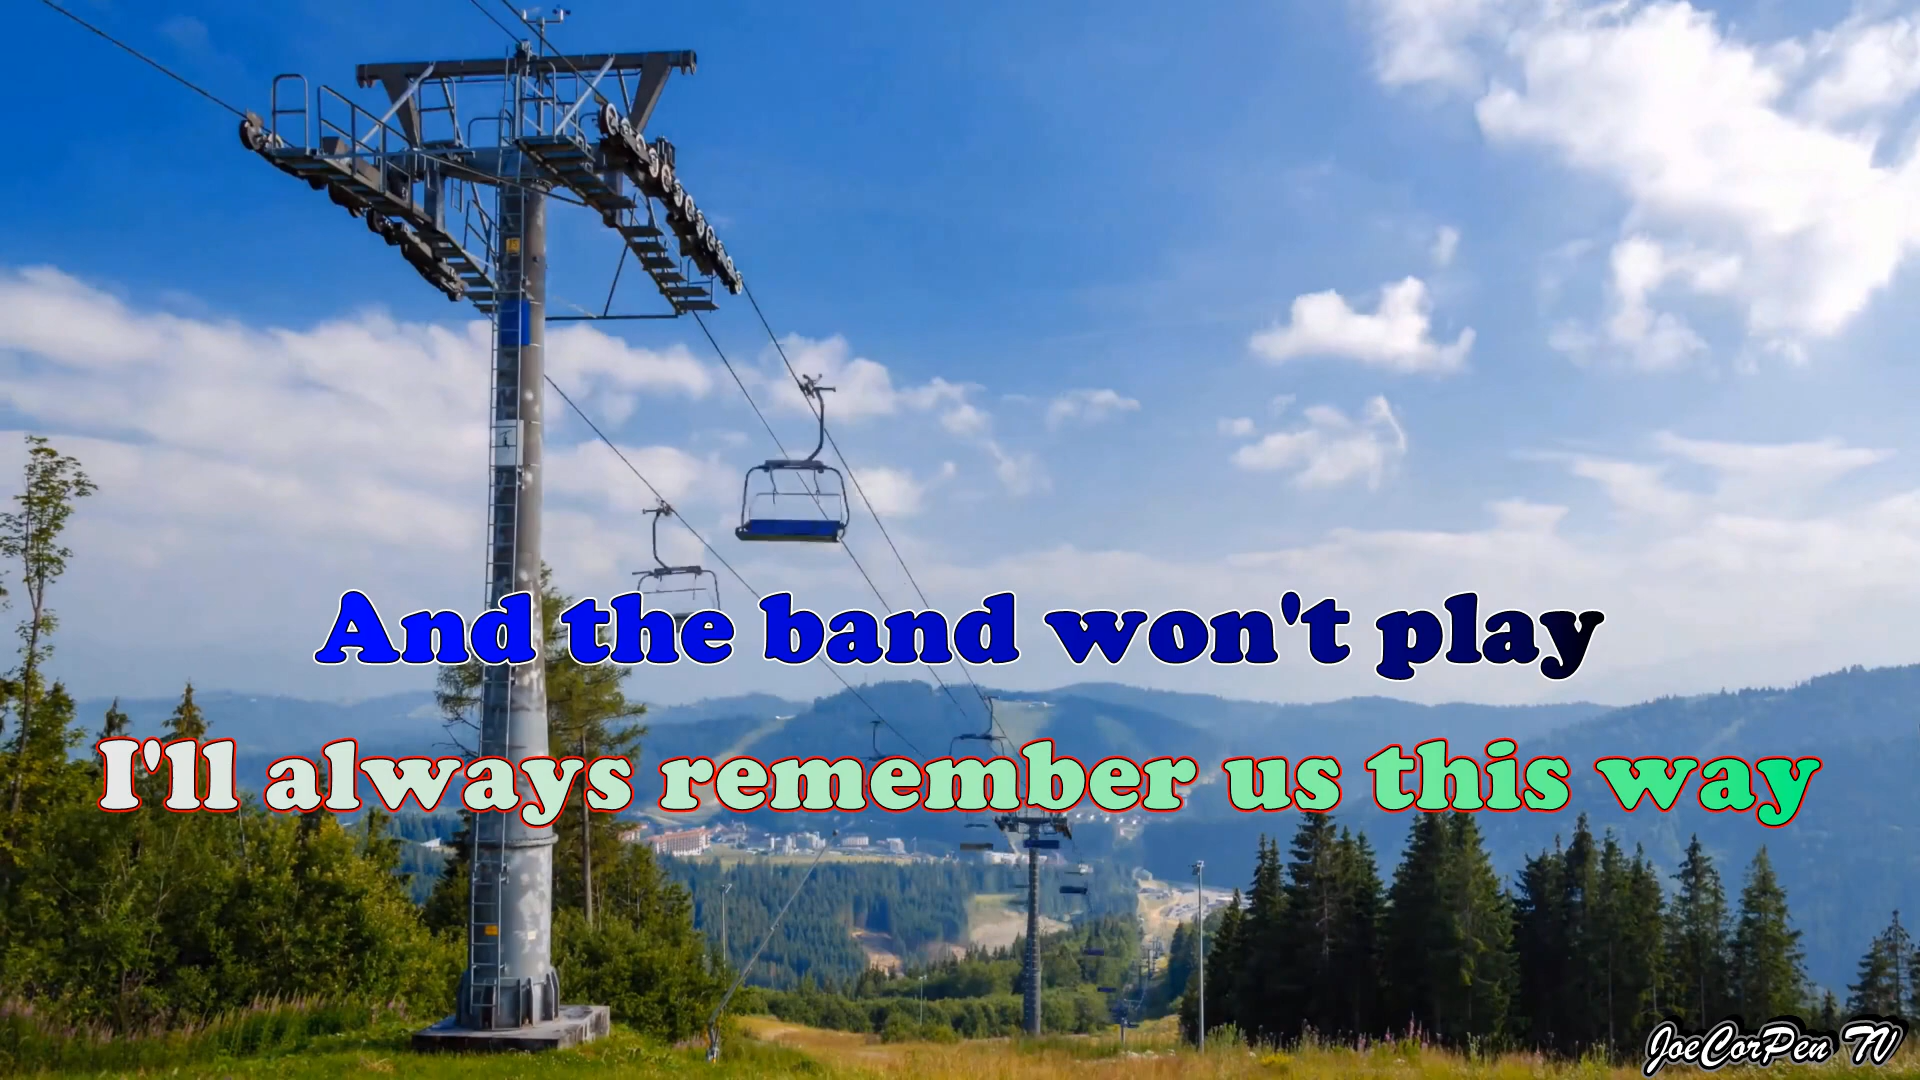 And the band won't play
I'll always remember us this way
JoeCorPen TV